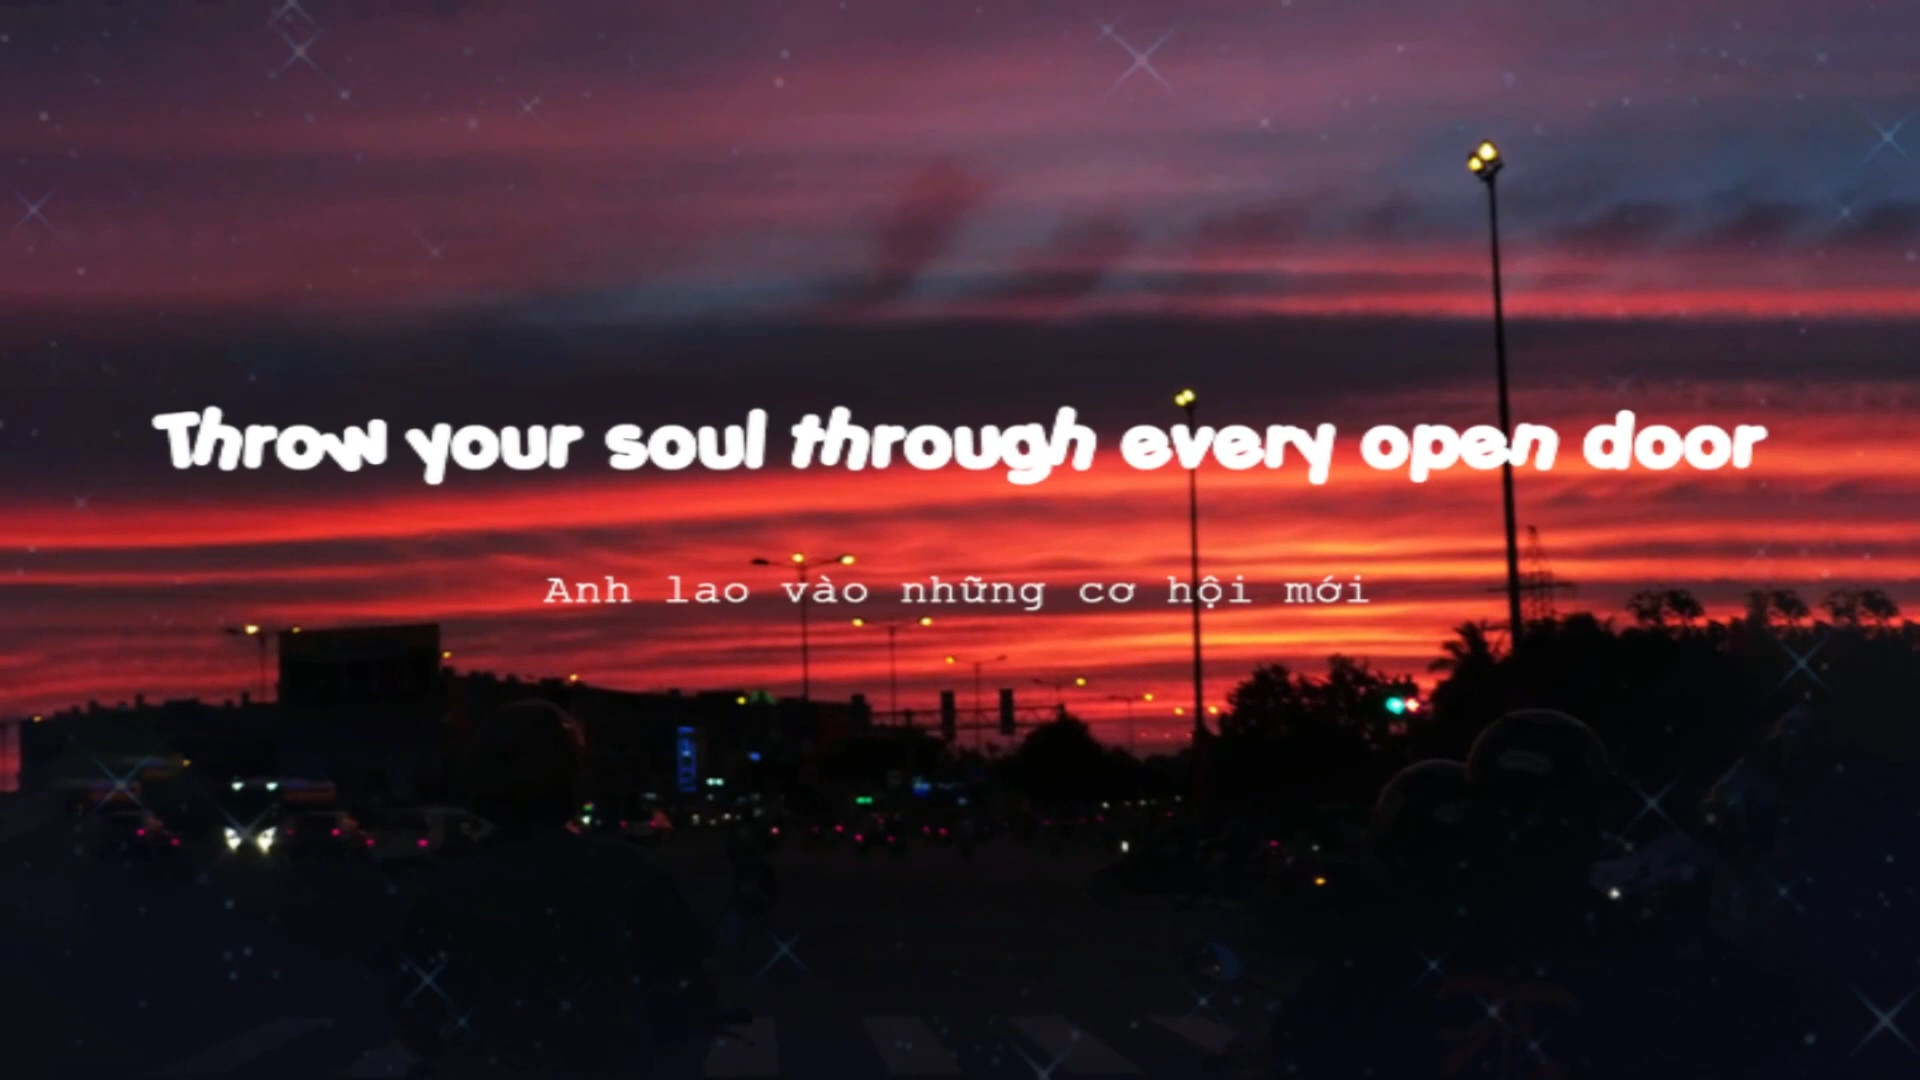 Throw your soul through every open door
Anh lao vào những cơ hội mới